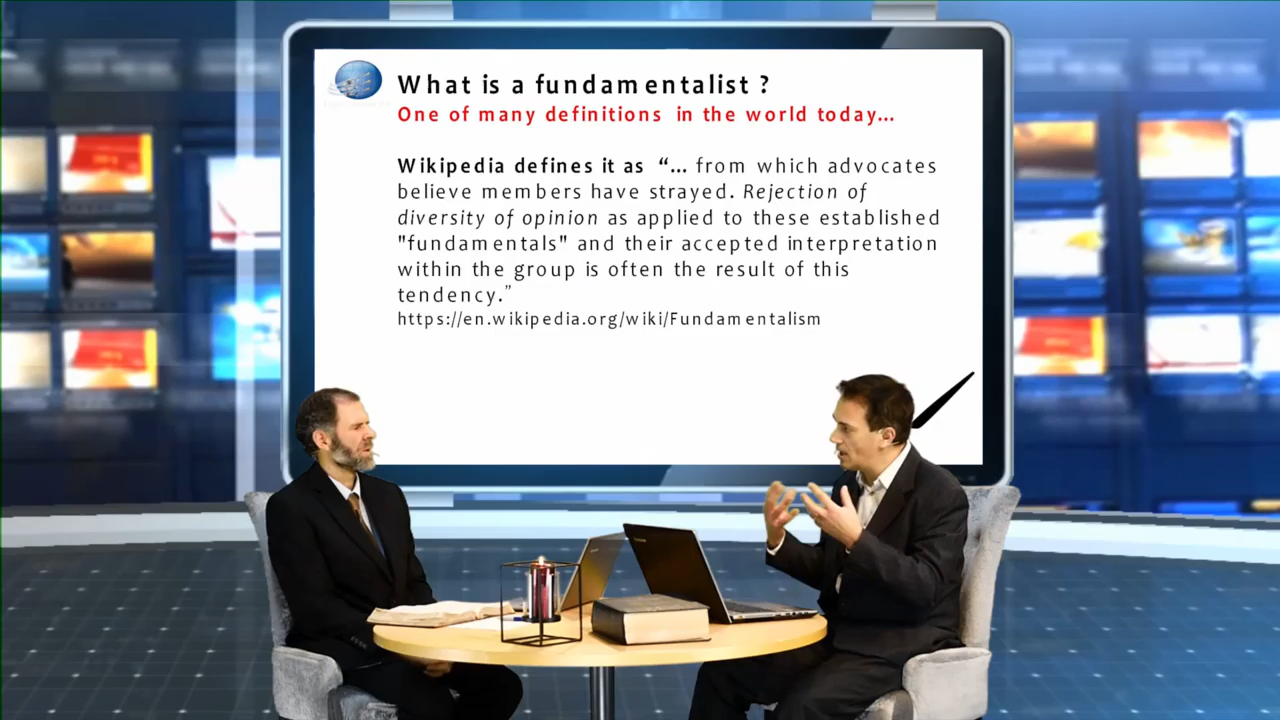 What is a fundamentalist ?
One of many definitions in the world today...
Wikipedia defines it as “... from which advocates
believe members have strayed. Rejection of
diversity of opinion as applied to these established
"fundamentals" and their accepted interpretation
within the group is often the result of this
tendency.”
https://en.wikipedia.org/wiki/Fundamentalism